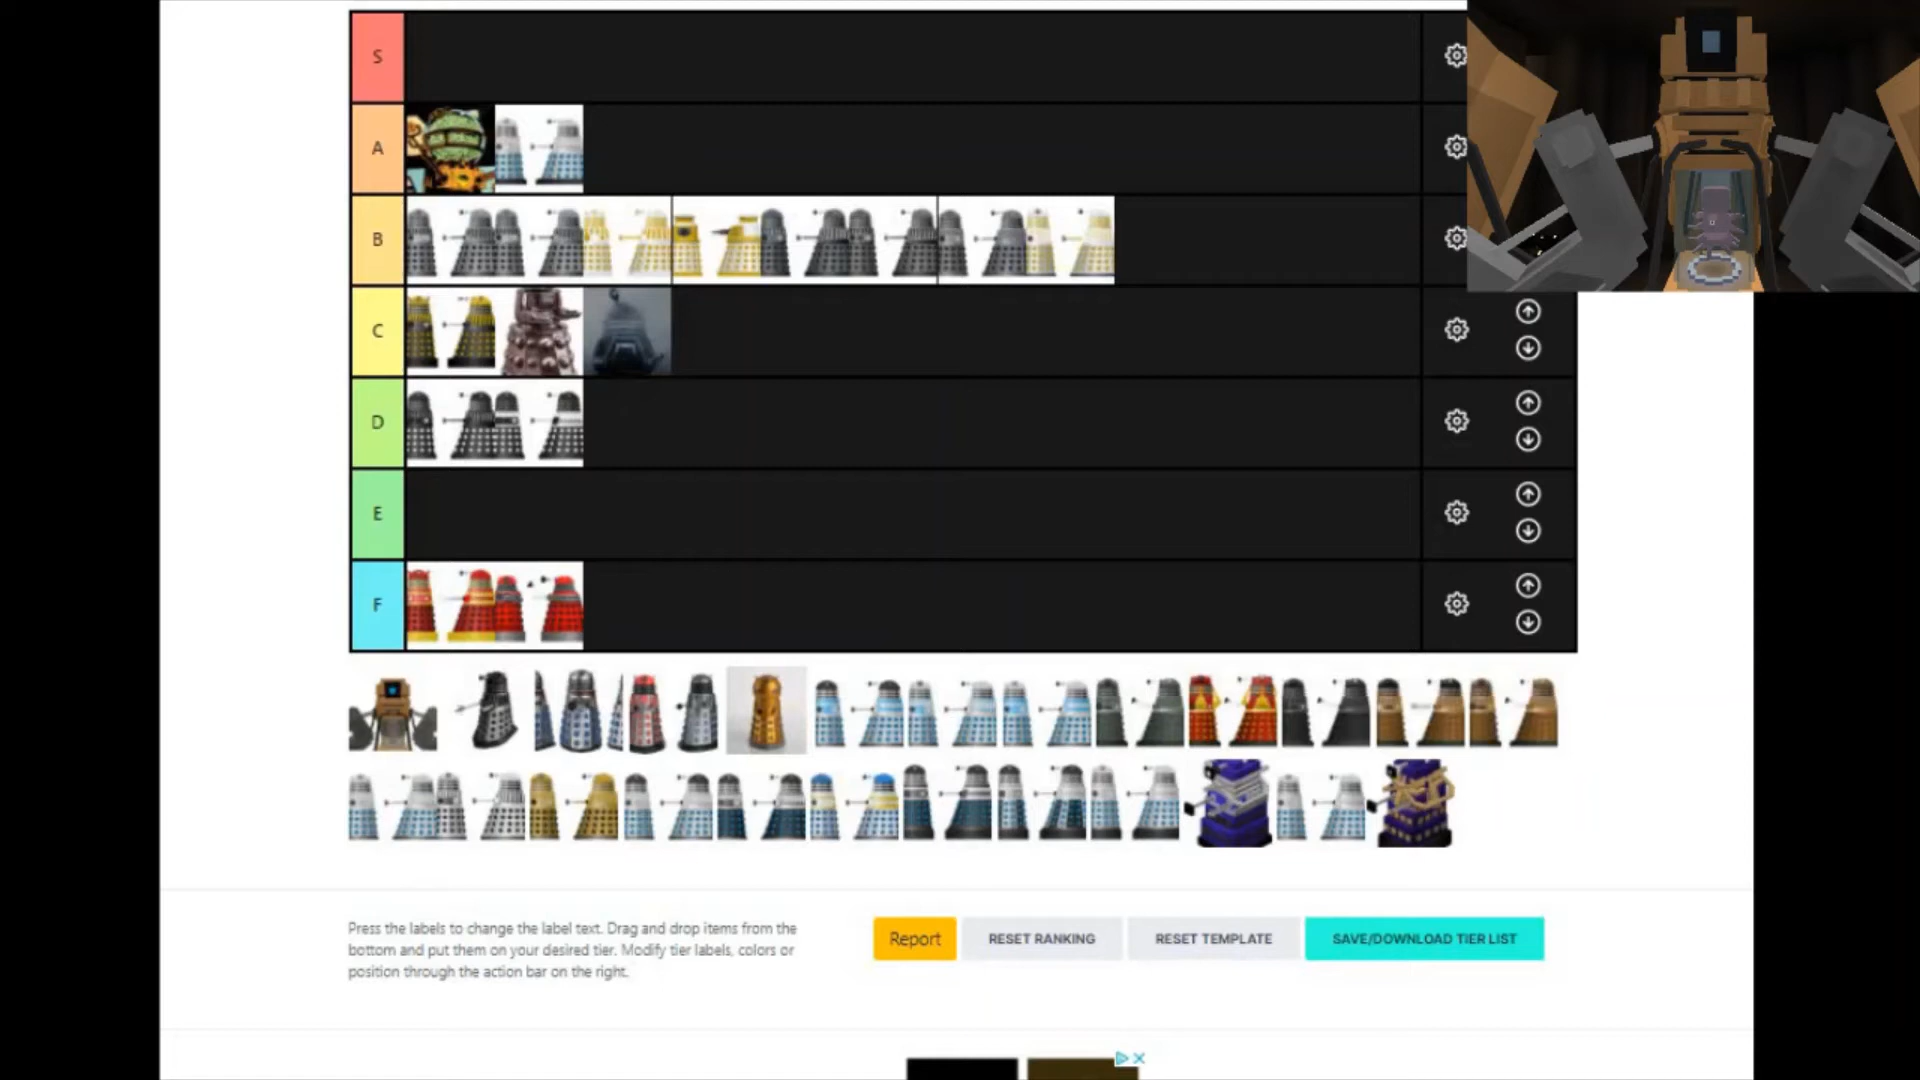 S
A
B
C
D
E
F
Press the labels to change the label text. Drag and drop items from the
bottom and put them on your desired tier. Modify tier labels, colors or
position through the action bar on the right.
Report
RESET RANKING
RESET TEMPLATE
SAVE/DOWNLOAD TIER LIST